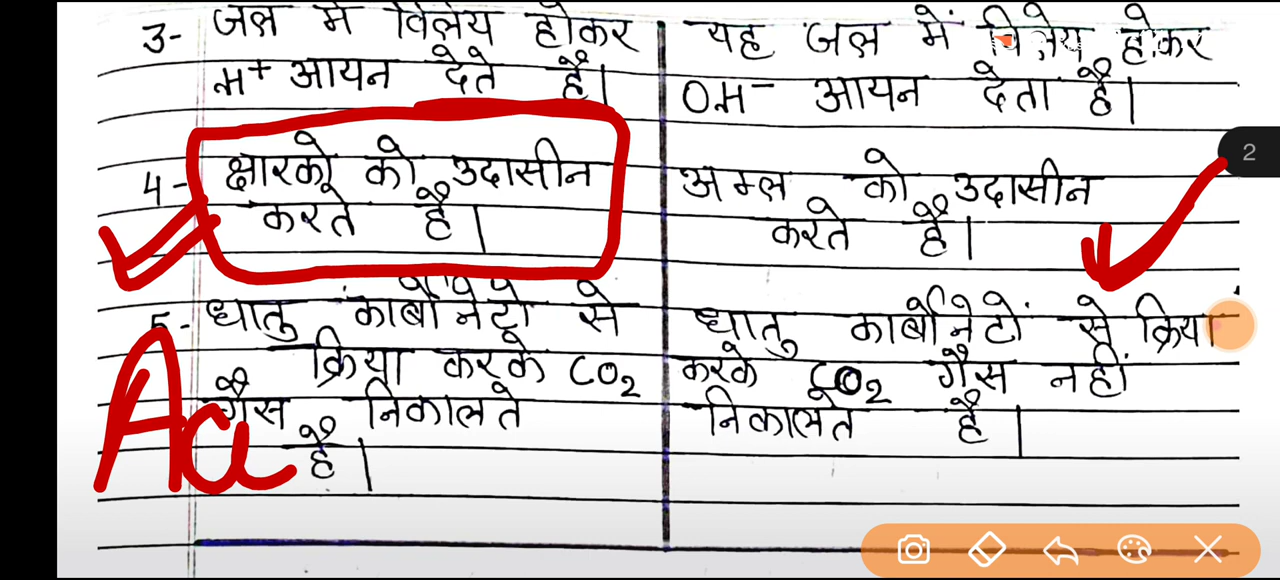 3- जल में विलेय होकर
H+ आयन देते है।
4- क्षारको को उदासीन
करते है।
5- धातु कार्बोनेटो से
क्रिया करके CO2
गैस निकालते
है।
यह जल में विलेय होकर
OH- आयन देता है।
अम्ल को उदासीन
करते है।
धातु कार्बोनेटों से क्रिया
करके CO2 गैस नहीं
निकालते है।
2